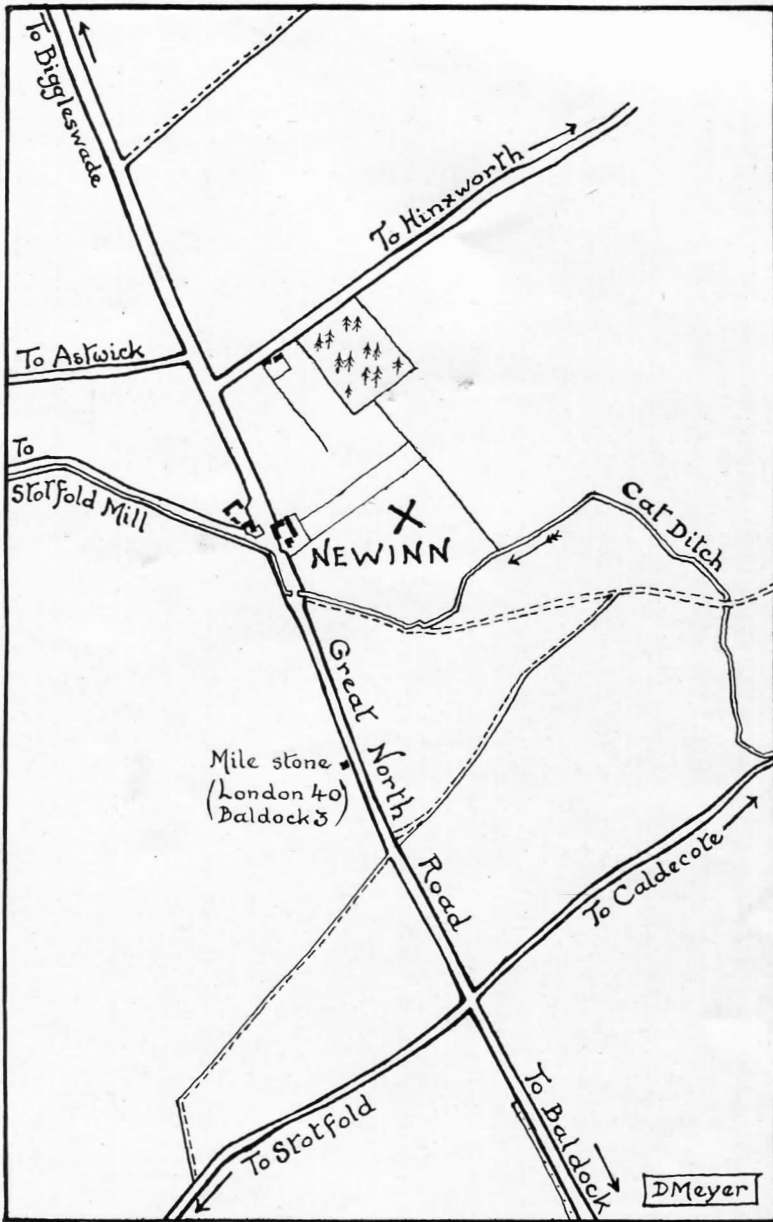 To Biggleswade
To Hinxworth
To Astwick
To
Stotfold Mill
Cat Ditch
X
NEWINN
Great North Road
Mile stone
(London 40)
Baldock 3
To Caldecote
To Stotfold
To Baldock
DMeyer